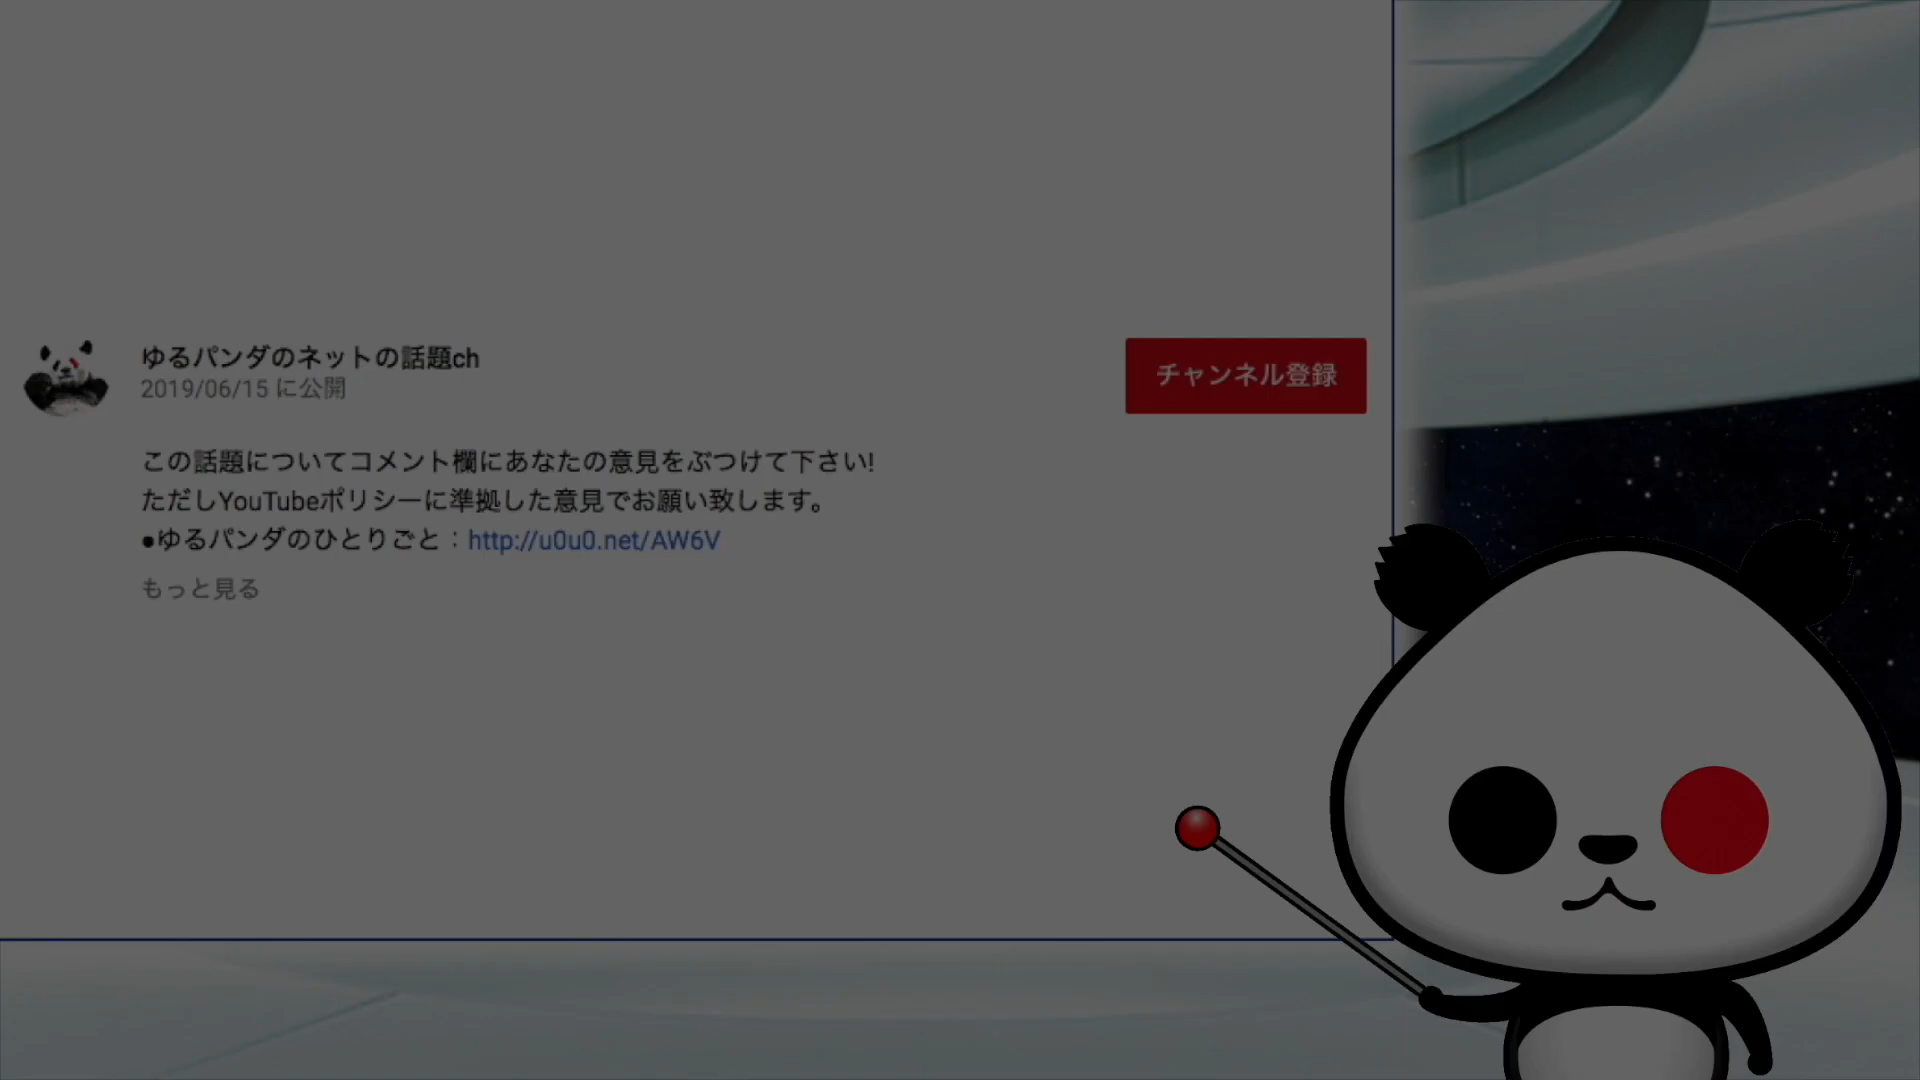 ゆるパンダのネットの話題ch
2019/06/15 に公開
チャンネル登録
この話題についてコメント欄にあなたの意見をぶつけて下さい!
ただしYouTubeポリシーに準拠した意見でお願い致します。
●ゆるパンダのひとりごと：http://u0u0.net/AW6V
もっと見る